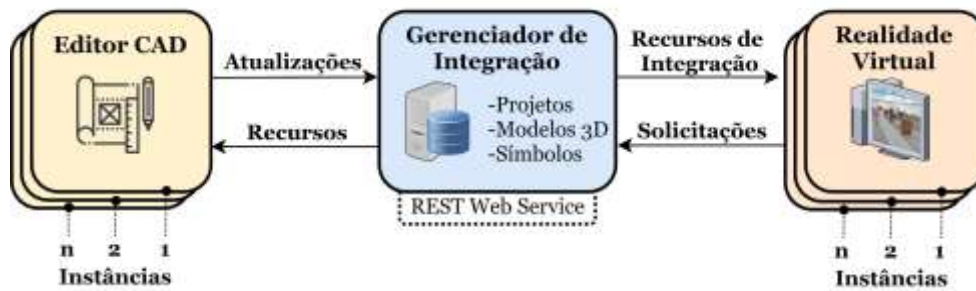 Editor CAD
Atualizações
Recursos
Gerenciador de
Integração
-Projetos
-Modelos 3D
-Símbolos
REST Web Service
Recursos de
Integração
Solicitações
Realidade
Virtual
n 2 1
Instâncias
n 2 1
Instâncias